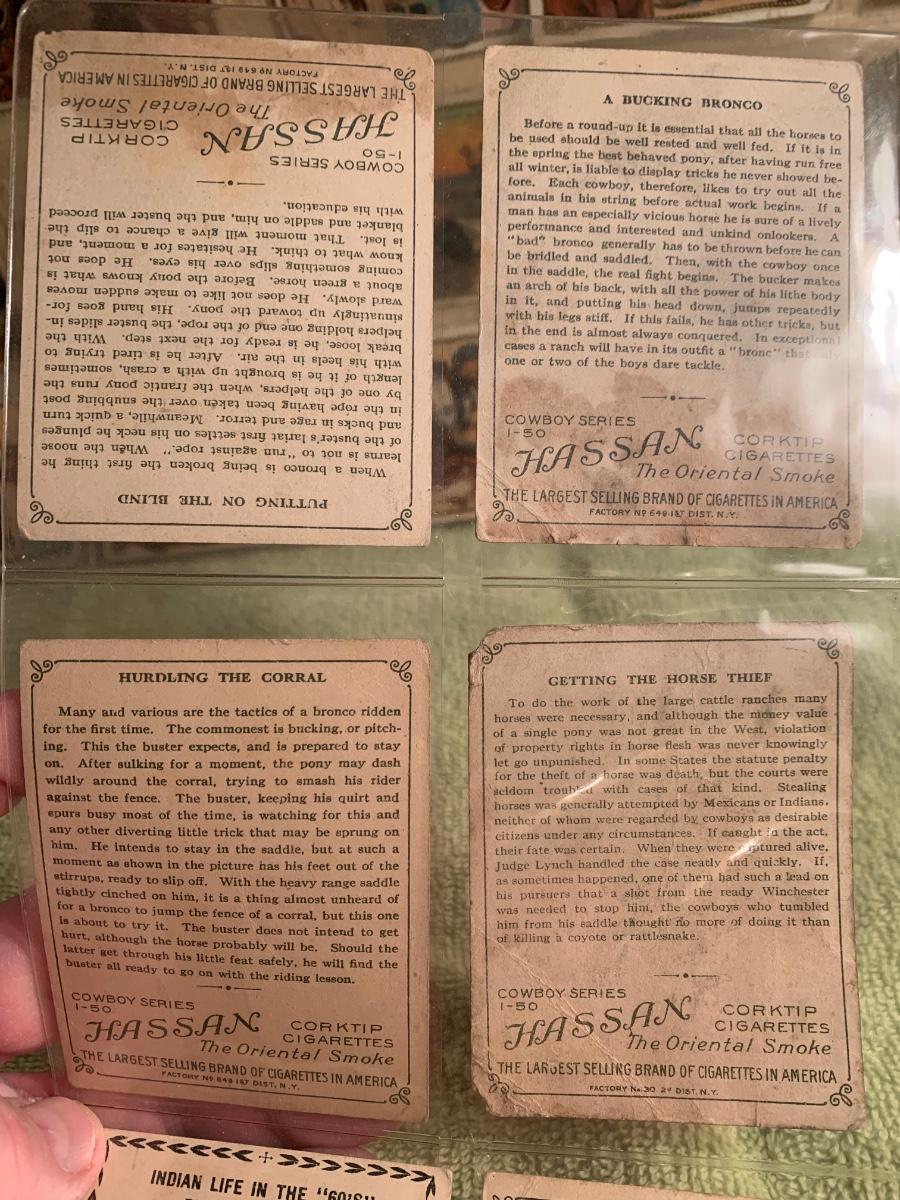 PUTTING ON THE BLIND
When a bronco is being broken the first thing he
learns is not to "run against rope." When the noose
of the buster's lariat first settles on his neck he plunges
and bucks in rage and terror. Meanwhile, a quick turn
in the rope having been taken over the snubbing post
by one of the helpers, when the frantic pony runs the
length of it he is brought up with a crash, sometimes
with his heels in the air. After he is tired trying to
break loose, he is ready for the next step. With the
helpers holding one end of the rope, the buster slides in-
sinuatingly up toward the pony. His hand goes for-
ward slowly. He does not like to make sudden moves
about a green horse. Before the pony knows what is
coming something slips over his eyes. He does not
know what to think. He hesitates for a moment, and
is lost. That moment will give a chance to slip the
blanket and saddle on him, and the buster will proceed
with his education.
COWBOY SERIES
1-50
HASSAN
CORKTIP
CIGARETTES
The Oriental Smoke
THE LARGEST SELLING BRAND OF CIGARETTES IN AMERICA
FACTORY Nº 649 1ST DIST. N.Y.
A BUCKING BRONCO
Before a round-up it is essential that all the horses to
be used should be well rested and well fed. If it is in
the spring the best behaved pony, after having run free
all winter, is liable to display tricks he never showed be-
fore. Each cowboy, therefore, likes to try out all the
animals in his string before actual work begins. If a
man has an especially vicious horse he is sure of a lively
performance and interested and unkind onlookers. A
"bad" bronco generally has to be thrown before he can
be bridled and saddled. Then, with the cowboy once
in the saddle, the real fight begins. The bucker makes
an arch of his back, with all the power of his lithe body
in it, and putting his head down, jumps repeatedly
with his legs stiff. If this fails, he has other tricks, but
in the end is almost always conquered. In exceptional
cases a ranch will have in its outfit a "bronc" that only
one or two of the boys dare tackle.
COWBOY SERIES
1-50
HASSAN
CORKTIP
CIGARETTES
The Oriental Smoke
THE LARGEST SELLING BRAND OF CIGARETTES IN AMERICA
FACTORY Nº 649 1ST DIST. N.Y.
HURDLING THE CORRAL
Many and various are the tactics of a bronco ridden
for the first time. The commonest is bucking, or pitch-
ing. This the buster expects, and is prepared to stay
on. After sulking for a moment, the pony may dash
wildly around the corral, trying to smash his rider
against the fence. The buster, keeping his quirt and
spurs busy most of the time, is watching for this and
any other diverting little trick that may be sprung on
him. He intends to stay in the saddle, but at such a
moment as shown in the picture has his feet out of the
stirrups, ready to slip off. With the heavy range saddle
tightly cinched on him, it is a thing almost unheard of
for a bronco to jump the fence of a corral, but this one
is about to try it. The buster does not intend to get
hurt, although the horse probably will be. Should the
latter get through his little feat safely, he will find the
buster all ready to go on with the riding lesson.
COWBOY SERIES
1-50
HASSAN
CORKTIP
CIGARETTES
The Oriental Smoke
THE LARGEST SELLING BRAND OF CIGARETTES IN AMERICA
FACTORY Nº 649 1ST DIST. N.Y.
GETTING THE HORSE THIEF
To do the work of the large cattle ranches many
horses were necessary, and although the money value
of a single pony was not great in the West, violation
of property rights in horse flesh was never knowingly
let go unpunished. In some States the statute penalty
for the theft of a horse was death, but the courts were
seldom troubled with cases of that kind. Stealing
horses was generally attempted by Mexicans or Indians,
neither of whom were regarded by cowboys as desirable
citizens under any circumstances. If caught in the act,
their fate was certain. When they were captured alive,
Judge Lynch handled the case neatly and quickly. If,
as sometimes happened, one of them had such a lead on
his pursuers that a shot from the ready Winchester
was needed to stop him, the cowboys who tumbled
him from his saddle thought no more of doing it than
of killing a coyote or rattlesnake.
COWBOY SERIES
1-50
HASSAN
CORKTIP
CIGARETTES
The Oriental Smoke
THE LARGEST SELLING BRAND OF CIGARETTES IN AMERICA
FACTORY No. 30 2D DIST. N.Y.
INDIAN LIFE IN THE "60'S"